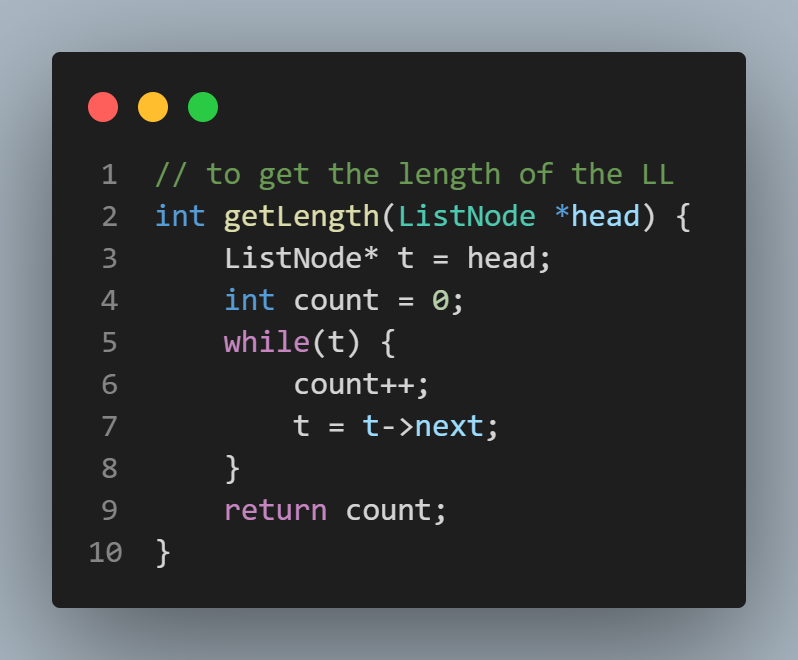 1 // to get the length of the LL
2 int getLength(ListNode *head) {
3     ListNode* t = head;
4     int count = 0;
5     while(t) {
6         count++;
7         t = t->next;
8     }
9     return count;
10 }